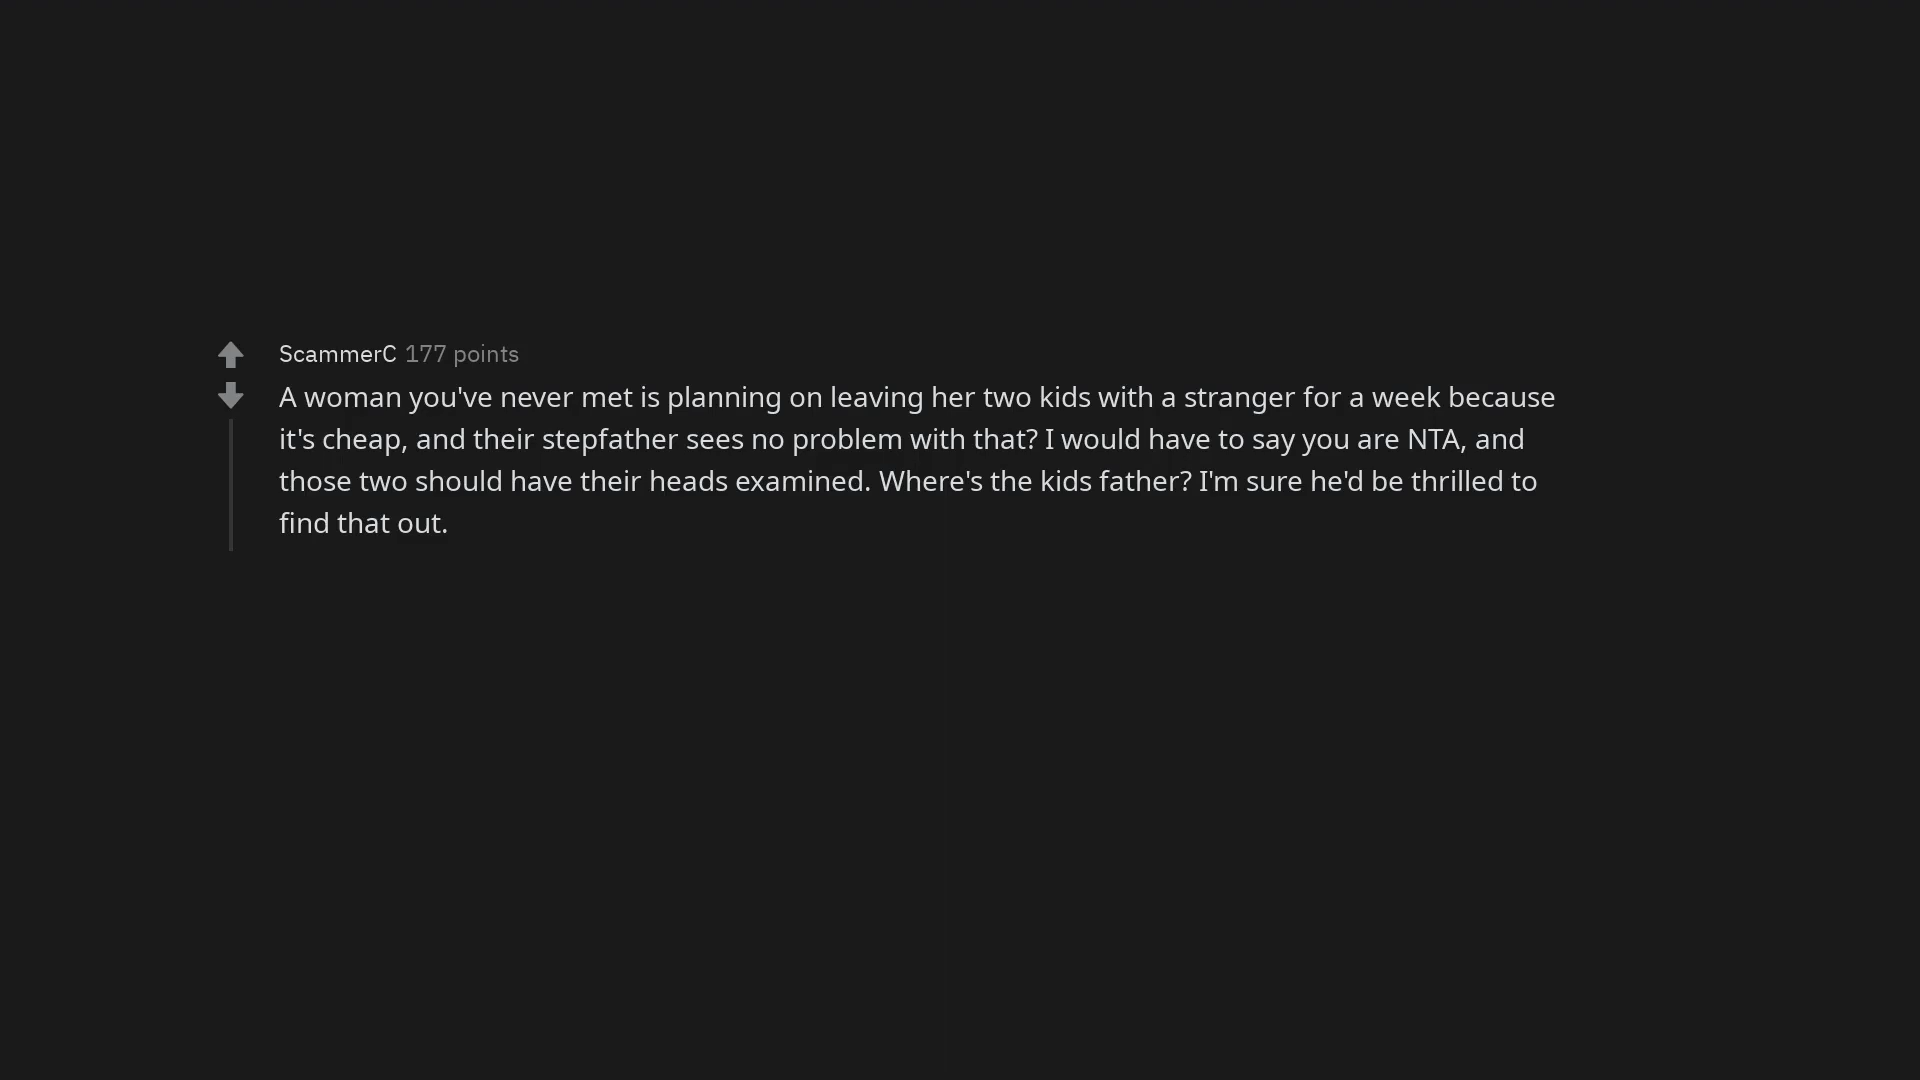 ScammerC 177 points
A woman you've never met is planning on leaving her two kids with a stranger for a week because
it's cheap, and their stepfather sees no problem with that? I would have to say you are NTA, and
those two should have their heads examined. Where's the kids father? I'm sure he'd be thrilled to
find that out.